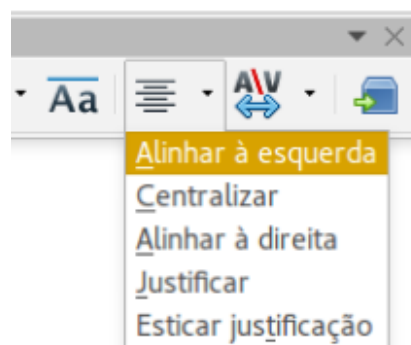 Aa A\V
Alinhar à esquerda
Centralizar
Alinhar à direita
Justificar
Esticar justificação